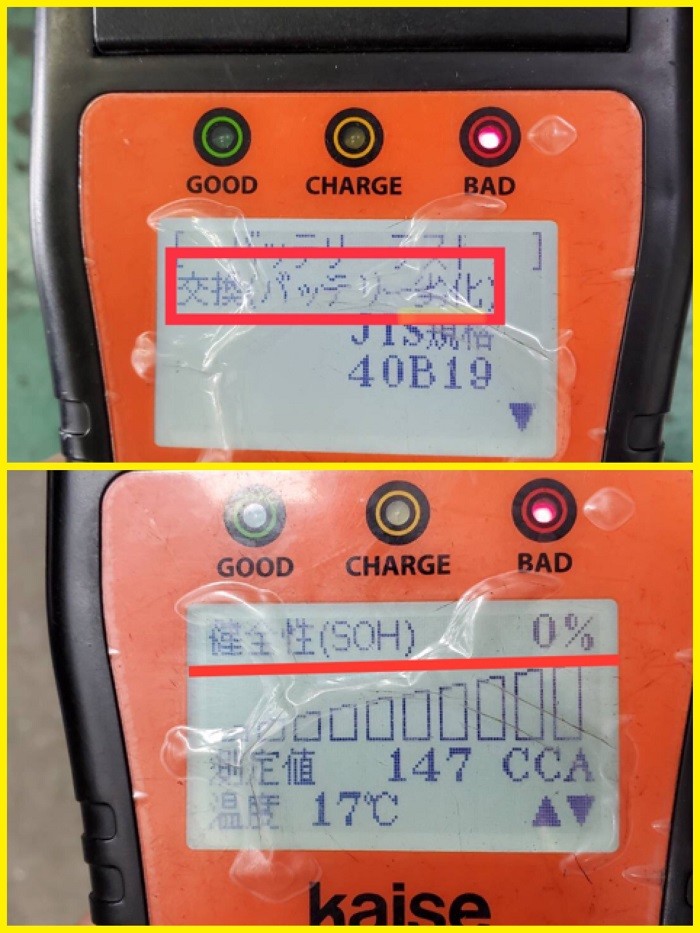 GOOD CHARGE BAD
[ バッテリーテスト ]
交換(バッテリー劣化)
JIS規格
40B19
▼
GOOD CHARGE BAD
健全性(SOH) 0%
測定値 147 CCA
温度 17℃ ▲▼
kaise